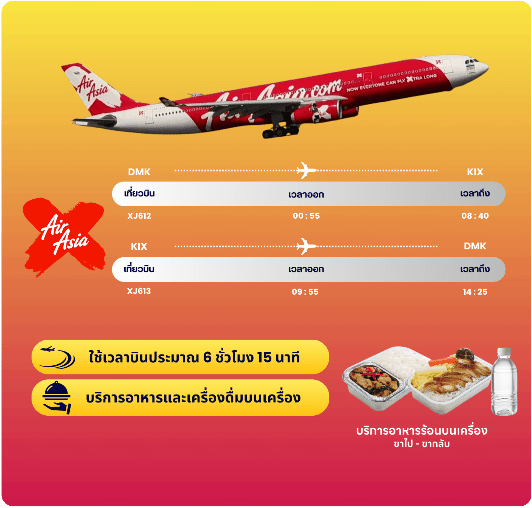 Air Asia
AirAsia.com
NOW EVERYONE CAN FLY XTRA LONG
DMK KIX
เที่ยวบิน เวลาออก เวลาถึง
XJ612 00 : 55 08 : 40
Air Asia
KIX DMK
เที่ยวบิน เวลาออก เวลาถึง
XJ613 09 : 55 14 : 25
ใช้เวลาบินประมาณ 6 ชั่วโมง 15 นาที
บริการอาหารและเครื่องดื่มบนเครื่อง
บริการอาหารร้อนบนเครื่อง
ขาไป - ขากลับ